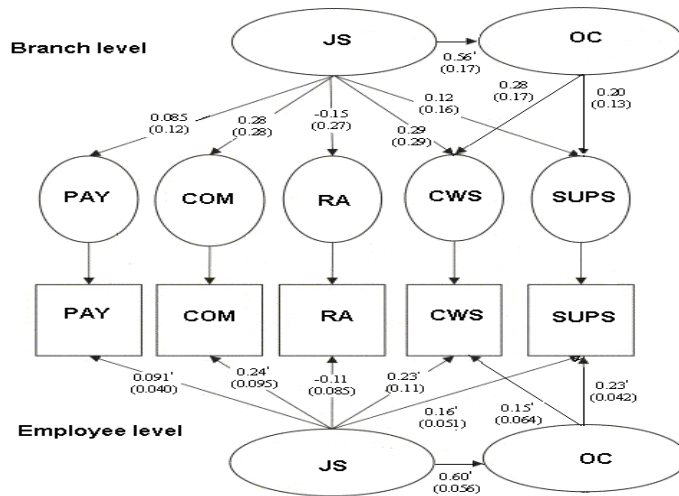 JS
OC
Branch level
0.56'
(0.17)
0.085
(0.12)
0.28
(0.28)
-0.15
(0.27)
0.29
(0.29)
0.12
(0.16)
0.28
(0.17)
0.20
(0.13)
PAY
COM
RA
CWS
SUPS
PAY
COM
RA
CWS
SUPS
0.091'
(0.040)
0.24'
(0.095)
-0.11
(0.085)
0.23'
(0.11)
0.16'
(0.051)
0.15'
(0.064)
0.23'
(0.042)
Employee level
JS
OC
0.60'
(0.056)